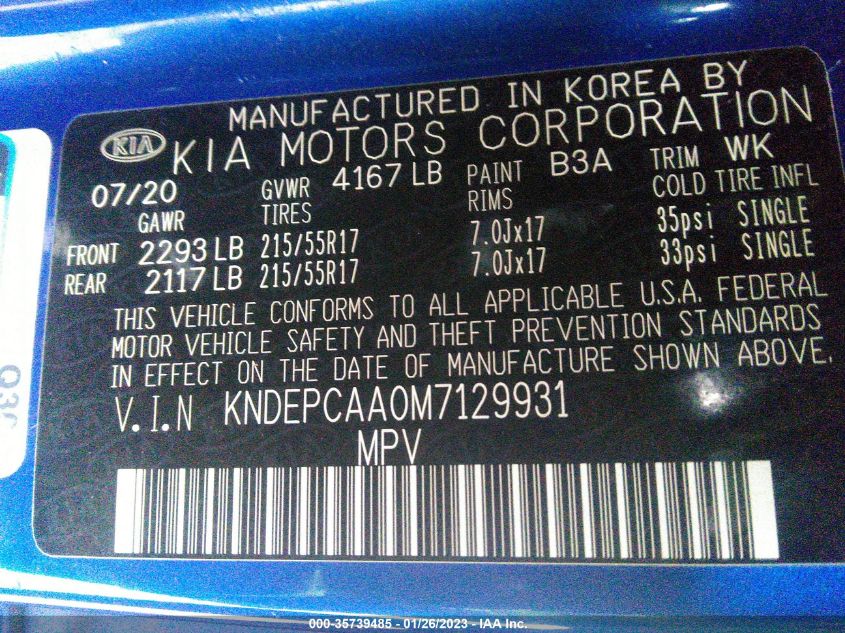 MANUFACTURED IN KOREA BY
KIA KIA MOTORS CORPORATION
07/20 GVWR 4167 LB PAINT B3A TRIM WK
GAWR TIRES RIMS COLD TIRE INFL
FRONT 2293 LB 215/55R17 7.0Jx17 35psi SINGLE
REAR 2117 LB 215/55R17 7.0Jx17 33psi SINGLE
THIS VEHICLE CONFORMS TO ALL APPLICABLE U.S.A. FEDERAL
MOTOR VEHICLE SAFETY AND THEFT PREVENTION STANDARDS
IN EFFECT ON THE DATE OF MANUFACTURE SHOWN ABOVE.
V.I.N KNDEPCAA0M7129931
MPV
000-35739485 - 01/26/2023 - IAA Inc.